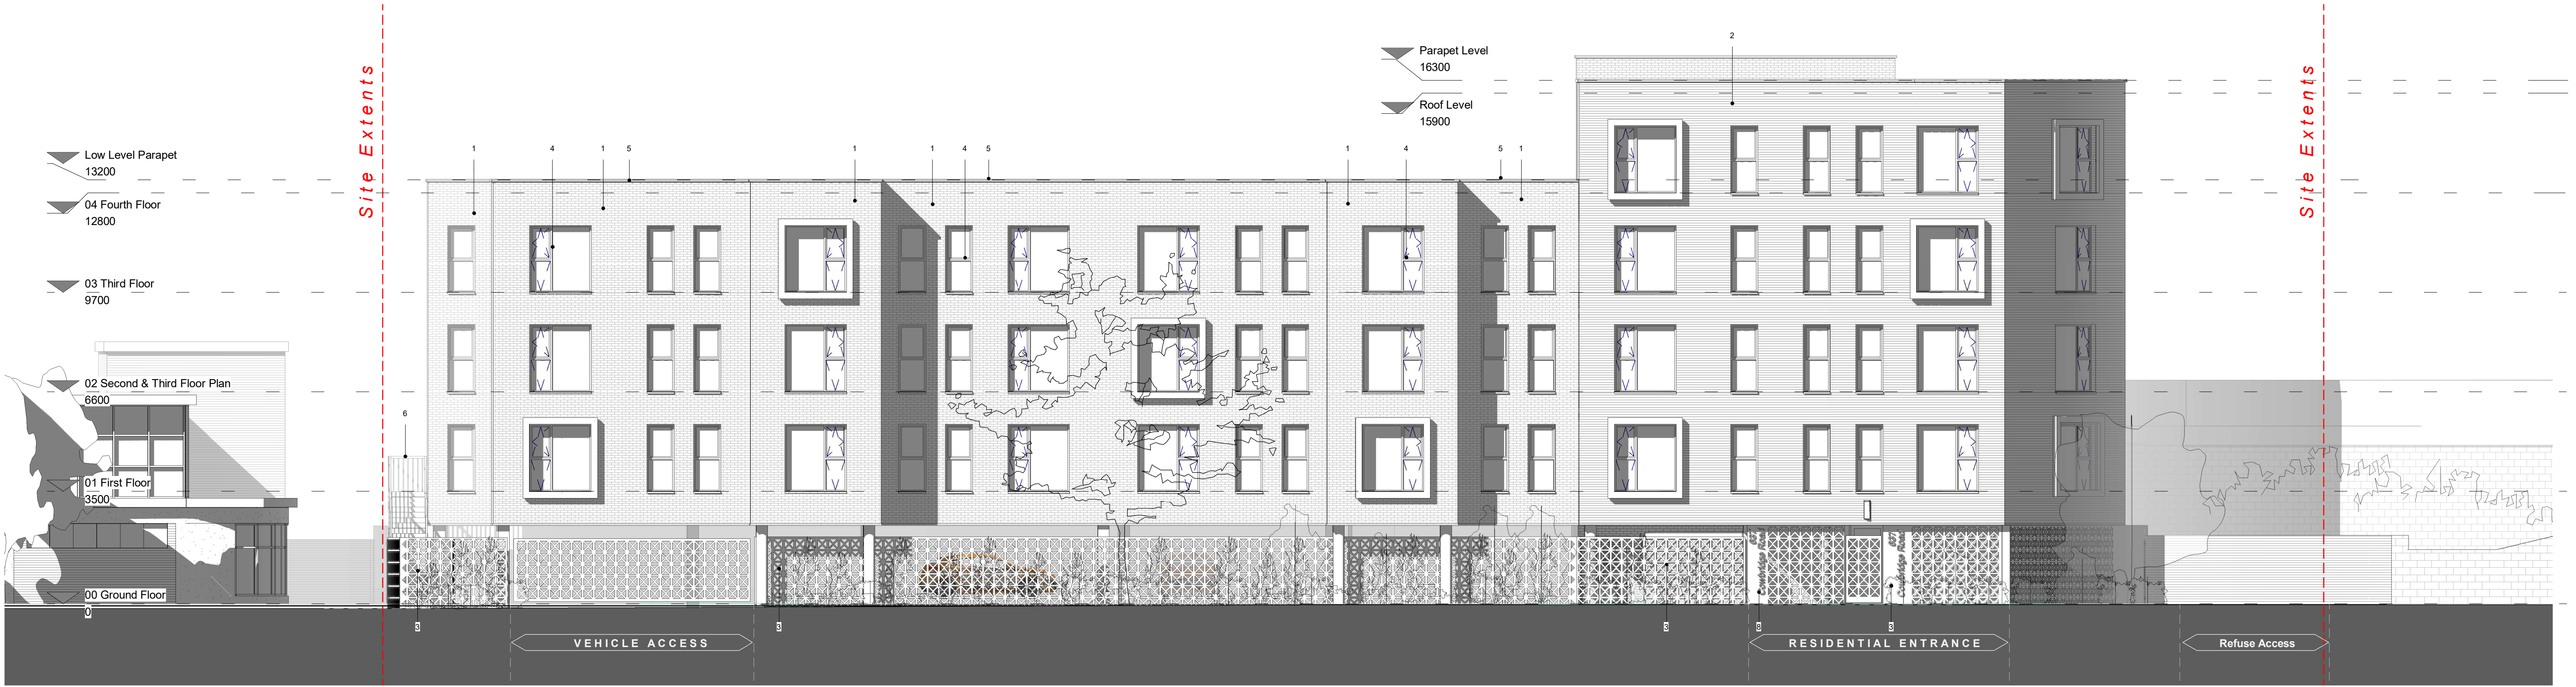 2
Parapet Level
16300
Site Extents
Site Extents
Roof Level
15900
Low Level Parapet
13200
1
4
1
5
1
1
4
5
1
4
5
1
04 Fourth Floor
12800
03 Third Floor
9700
02 Second & Third Floor Plan
6600
6
01 First Floor
3500
00 Ground Floor
0
3
3
3
8
3
VEHICLE ACCESS
RESIDENTIAL ENTRANCE
Refuse Access